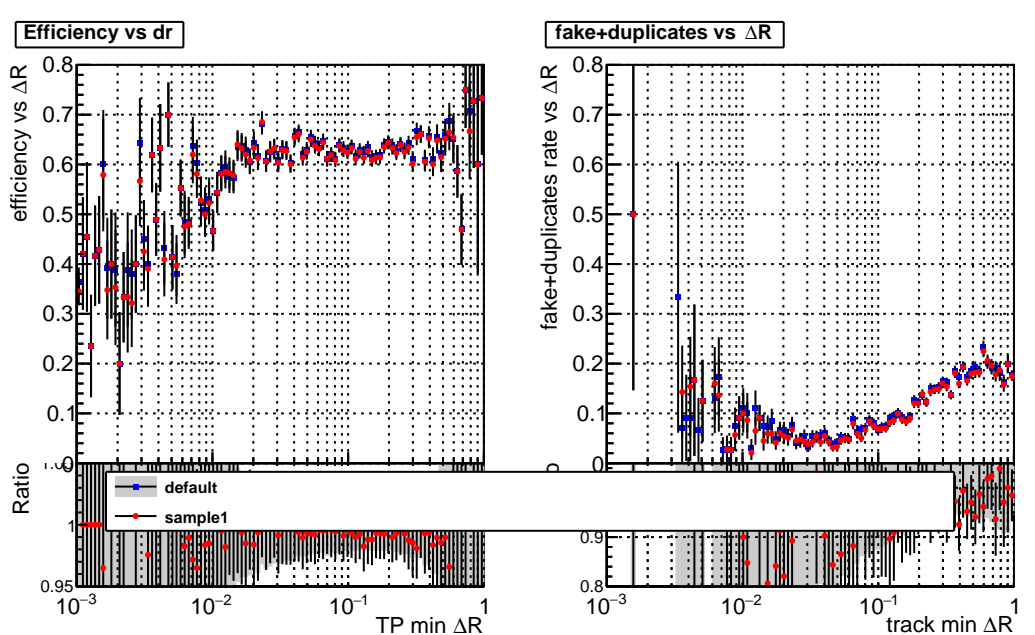 Efficiency vs dr
efficiency vs ΔR
0.8
0.7
0.6
0.5
0.4
0.3
0.2
0.1
0
Ratio
1
0.95
10⁻³ 10⁻² 10⁻¹ 1
TP min ΔR
fake+duplicates vs ΔR
fake+duplicates rate vs ΔR
0.8
0.7
0.6
0.5
0.4
0.3
0.2
0.1
0
0.9
0.8
10⁻³ 10⁻² 10⁻¹ 1
track min ΔR
default
sample1